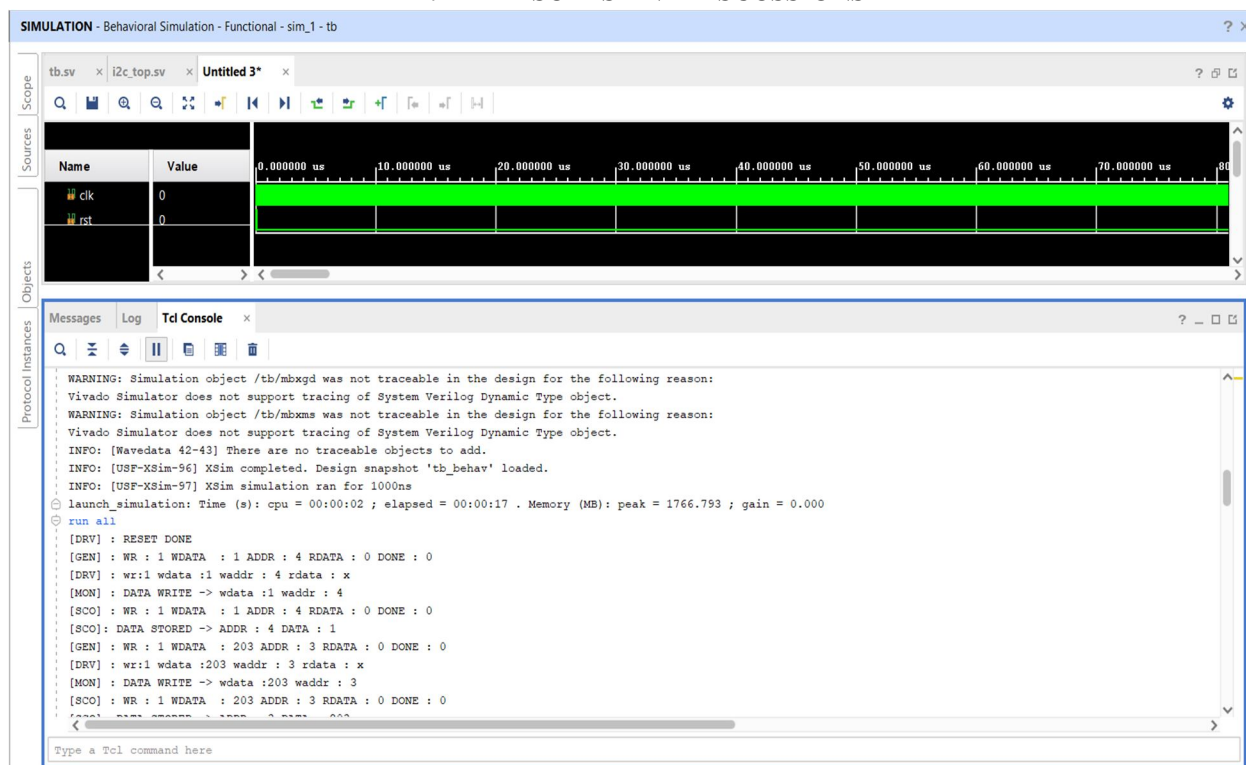 SIMULATION - Behavioral Simulation - Functional - sim_1 - tb
Scope
Sources
Objects
Protocol Instances
tb.sv × i2c_top.sv × Untitled 3* ×
Name Value
0.000000 us 10.000000 us 20.000000 us 30.000000 us 40.000000 us 50.000000 us 60.000000 us 70.000000 us 80
clk 0
rst 0
Messages Log Tcl Console ×
WARNING: Simulation object /tb/mbxgd was not traceable in the design for the following reason:
Vivado Simulator does not support tracing of System Verilog Dynamic Type object.
WARNING: Simulation object /tb/mbxms was not traceable in the design for the following reason:
Vivado Simulator does not support tracing of System Verilog Dynamic Type object.
INFO: [Wavedata 42-43] There are no traceable objects to add.
INFO: [USF-XSim-96] XSim completed. Design snapshot 'tb_behav' loaded.
INFO: [USF-XSim-97] XSim simulation ran for 1000ns
launch_simulation: Time (s): cpu = 00:00:02 ; elapsed = 00:00:17 . Memory (MB): peak = 1766.793 ; gain = 0.000
run all
[DRV] : RESET DONE
[GEN] : WR : 1 WDATA : 1 ADDR : 4 RDATA : 0 DONE : 0
[DRV] : wr:1 wdata :1 waddr : 4 rdata : x
[MON] : DATA WRITE -> wdata :1 waddr : 4
[SCO] : WR : 1 WDATA : 1 ADDR : 4 RDATA : 0 DONE : 0
[SCO]: DATA STORED -> ADDR : 4 DATA : 1
[GEN] : WR : 1 WDATA : 203 ADDR : 3 RDATA : 0 DONE : 0
[DRV] : wr:1 wdata :203 waddr : 3 rdata : x
[MON] : DATA WRITE -> wdata :203 waddr : 3
[SCO] : WR : 1 WDATA : 203 ADDR : 3 RDATA : 0 DONE : 0
Type a Tcl command here